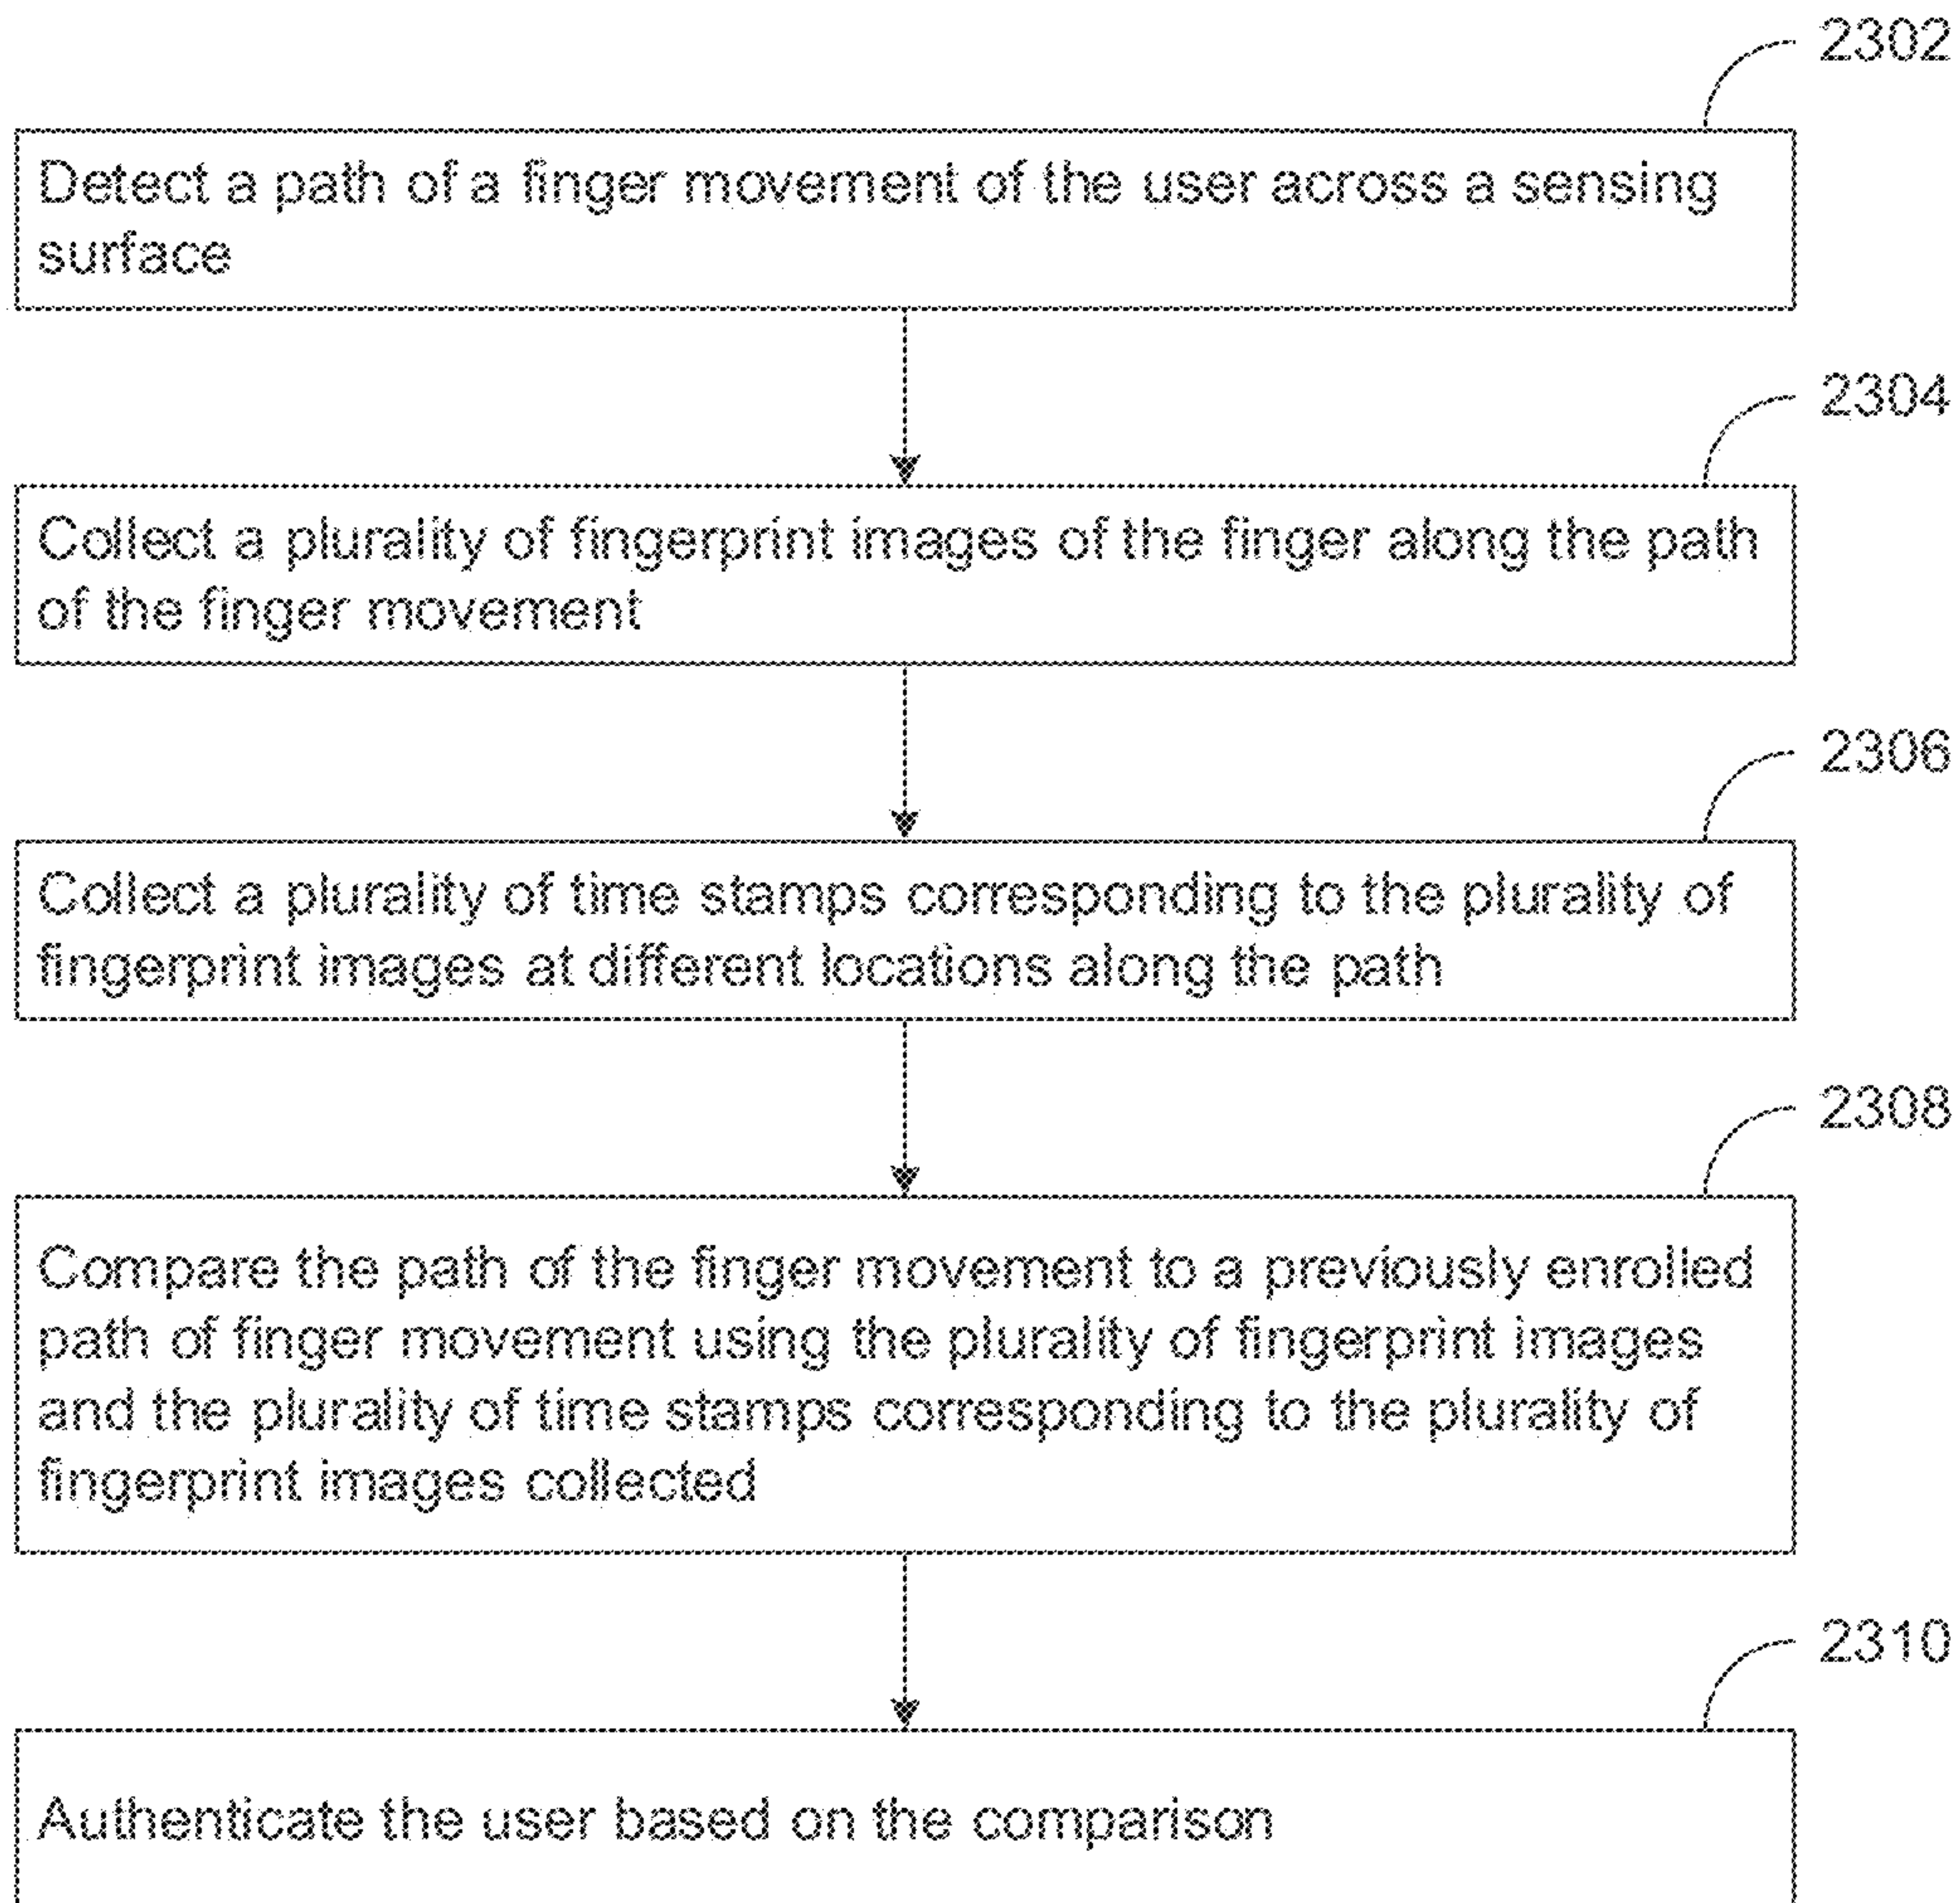 2302
Detect a path of a finger movement of the user across a sensing
surface
2304
Collect a plurality of fingerprint images of the finger along the path
of the finger movement
2306
Collect a plurality of time stamps corresponding to the plurality of
fingerprint images at different locations along the path
2308
Compare the path of the finger movement to a previously enrolled
path of finger movement using the plurality of fingerprint images
and the plurality of time stamps corresponding to the plurality of
fingerprint images collected
2310
Authenticate the user based on the comparison